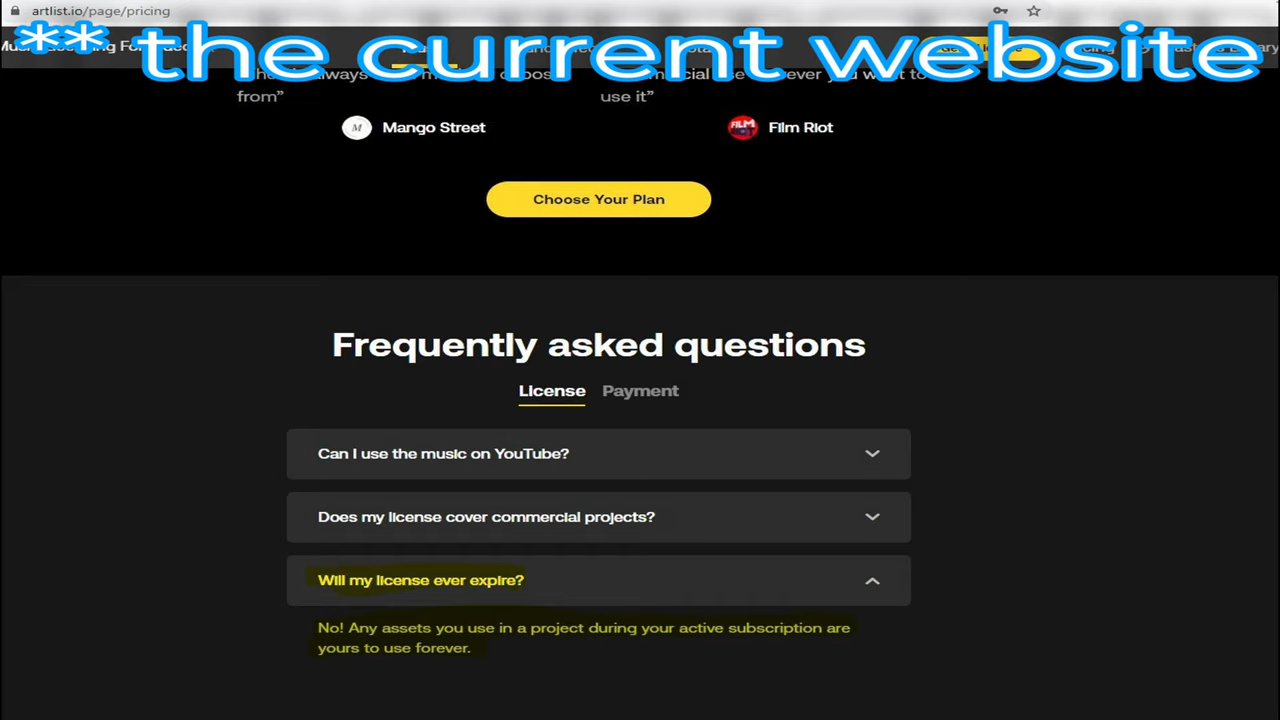 artlist.io/page/pricing
** the current website
from”
use it”
Mango Street
FILM
Film Riot
Choose Your Plan
Frequently asked questions
License Payment
Can I use the music on YouTube?
Does my license cover commercial projects?
Will my license ever expire?
No! Any assets you use in a project during your active subscription are
yours to use forever.